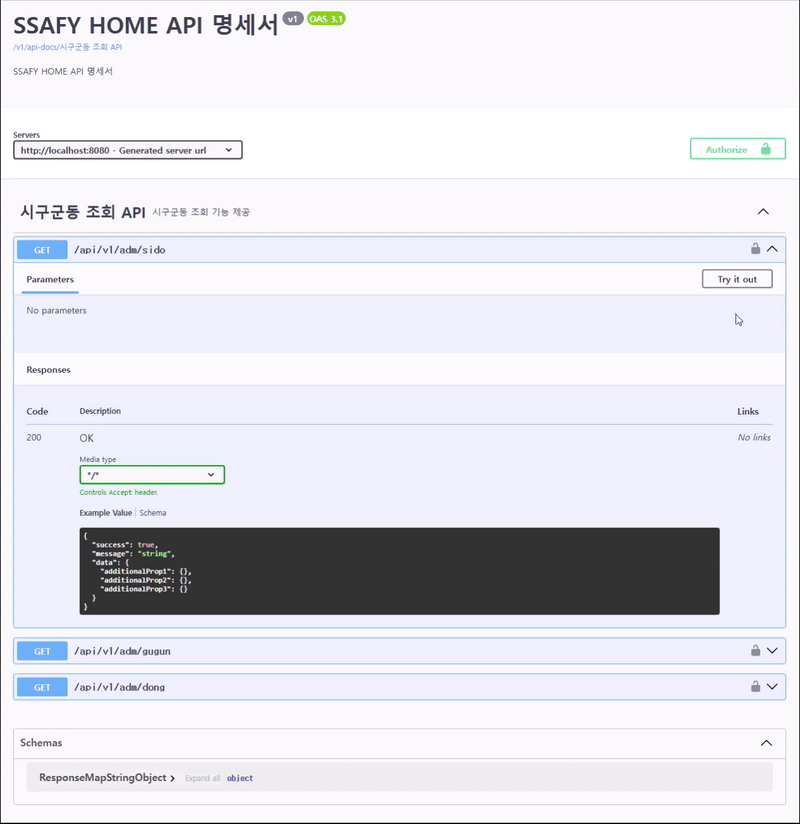 SSAFY HOME API 명세서 v1 OAS 3.1
/v1/api-docs/시구군동 조회 API
SSAFY HOME API 명세서
Servers
http://localhost:8080 - Generated server url
Authorize
시구군동 조회 API 시구군동 조회 기능 제공
GET /api/v1/adm/sido
Parameters
Try it out
No parameters
Responses
Code Description Links
200 OK No links
Media type
*/*
Controls Accept header.
Example Value | Schema
{
"success": true,
"message": "string",
"data": {
"additionalProp1": {},
"additionalProp2": {},
"additionalProp3": {}
}
}
GET /api/v1/adm/gugun
GET /api/v1/adm/dong
Schemas
ResponseMapStringObject Expand all object